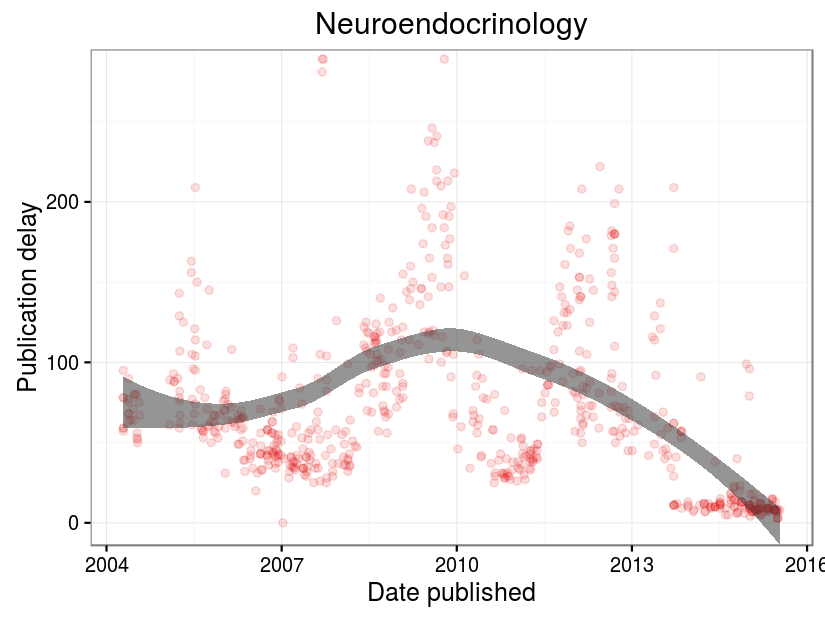 Neuroendocrinology
Publication delay
200
100
0
2004 2007 2010 2013 2016
Date published